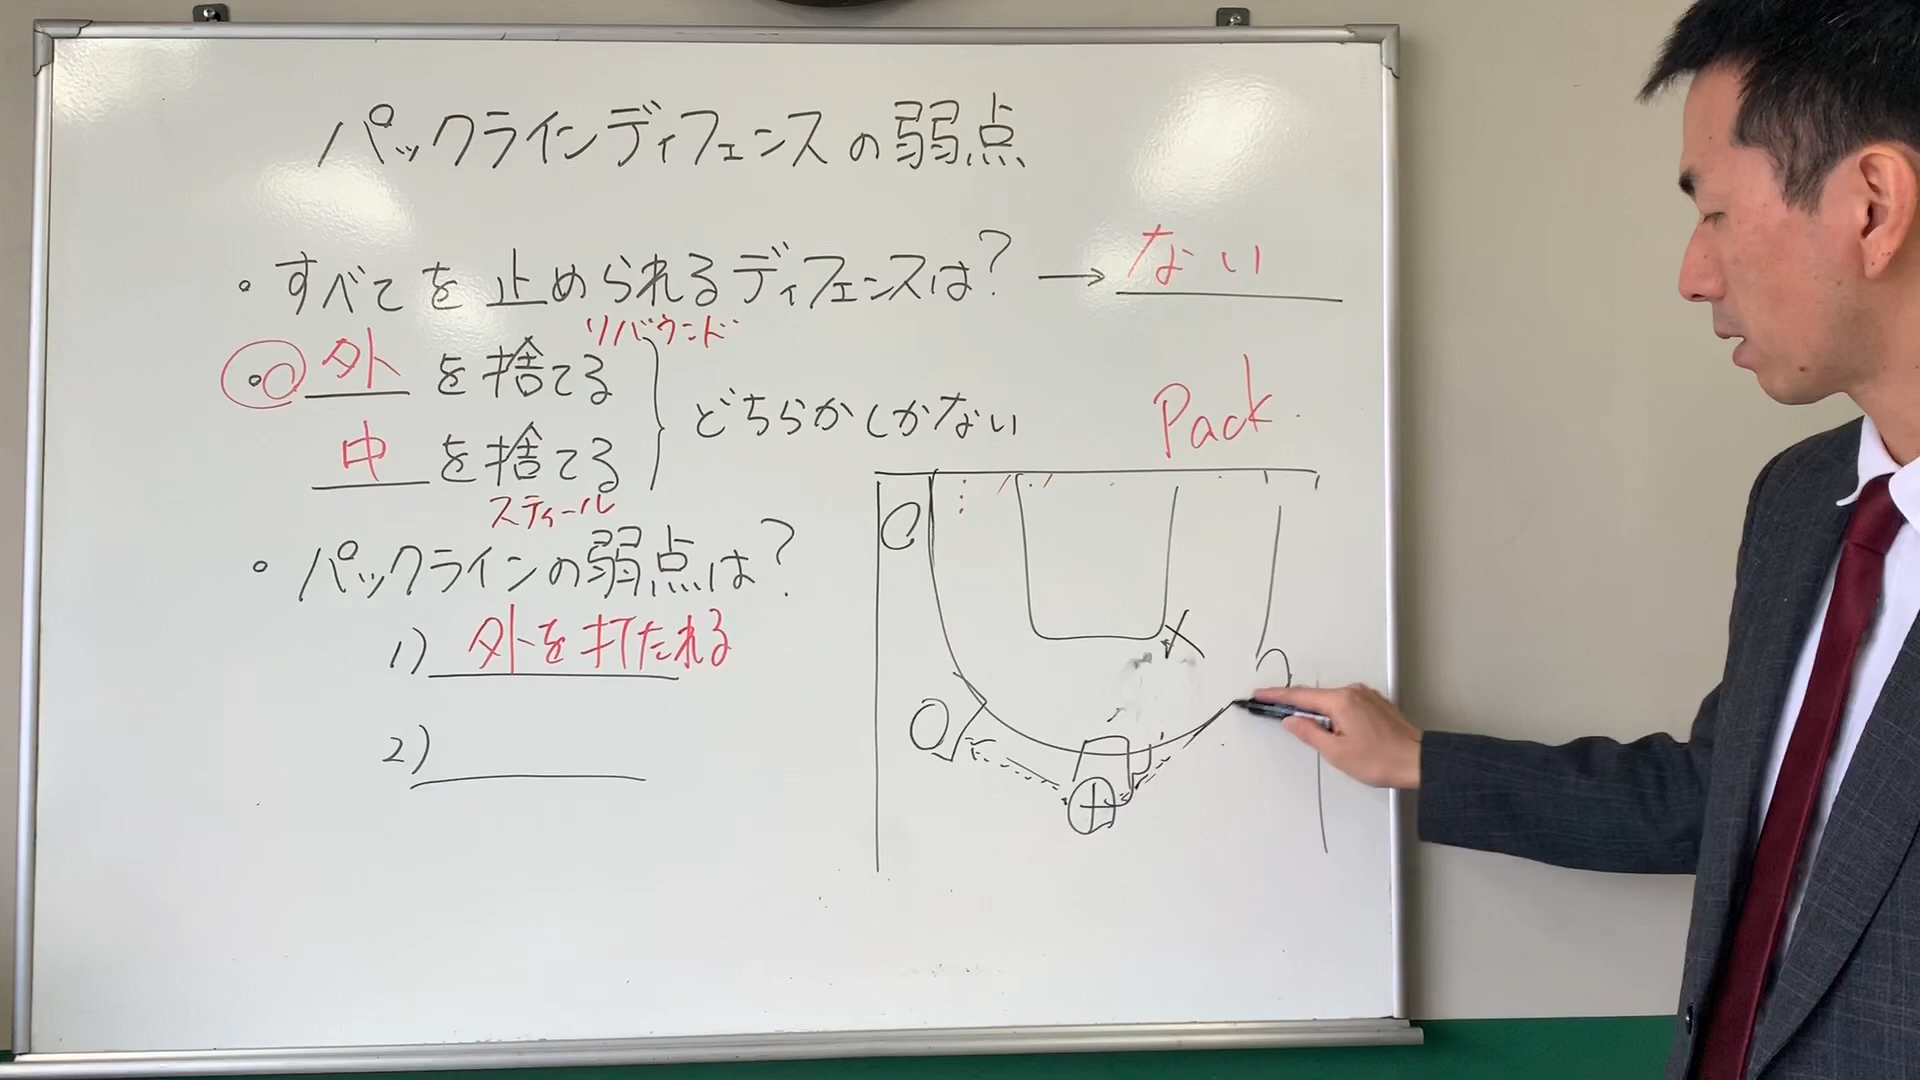 パックラインディフェンスの弱点
・すべてを止められるディフェンスは？→ ない
リバウンド
・外を捨てる
どちらかしかない
中を捨てる
スティール
Pack.
・パックラインの弱点は？
1) 外を打たれる
2)